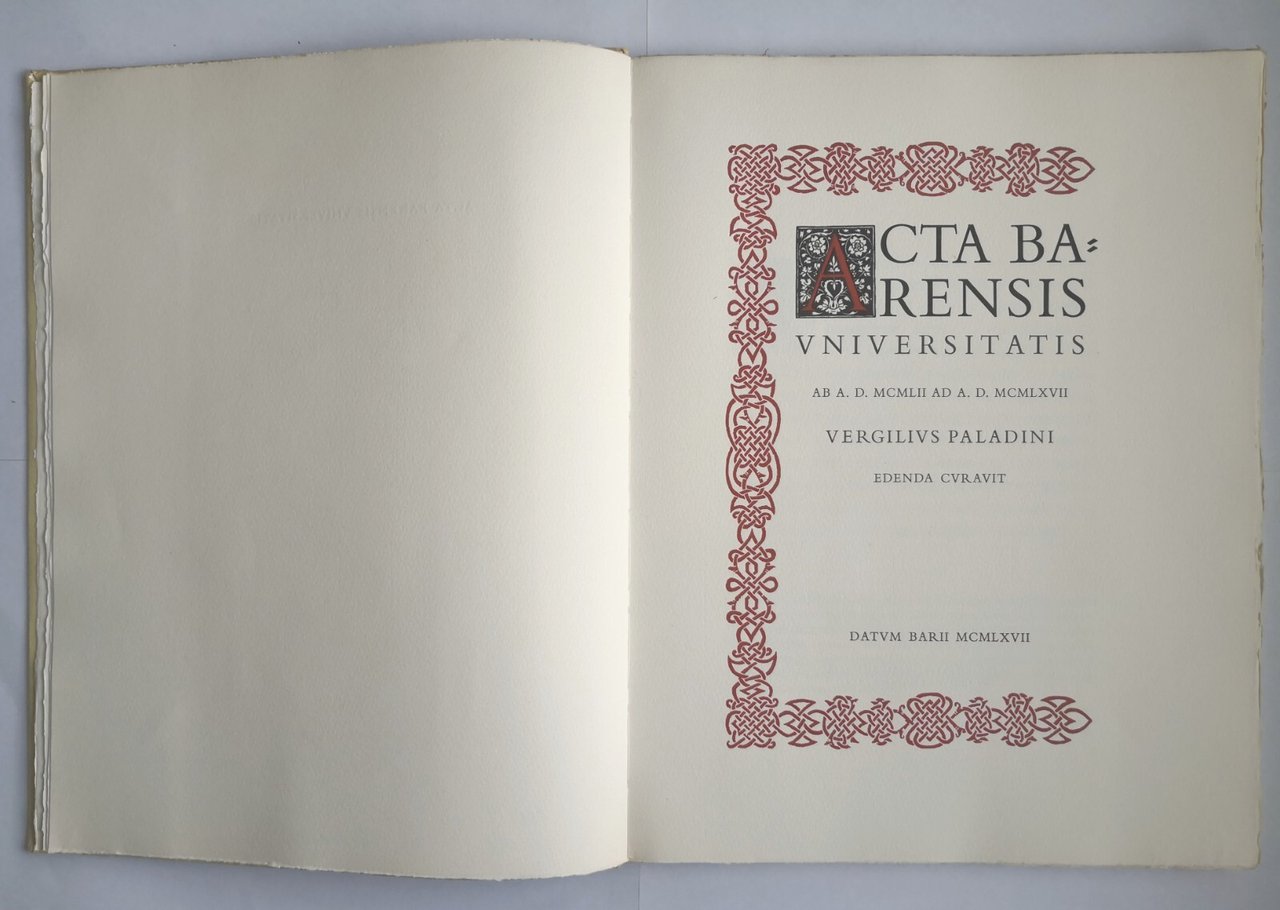 ACTA BA-
RENSIS
VNIVERSITATIS
AB A. D. MCMLII AD A. D. MCMLXVII
VERGILIVS PALADINI
EDENDA CVRAVIT
DATVM BARII MCMLXVII